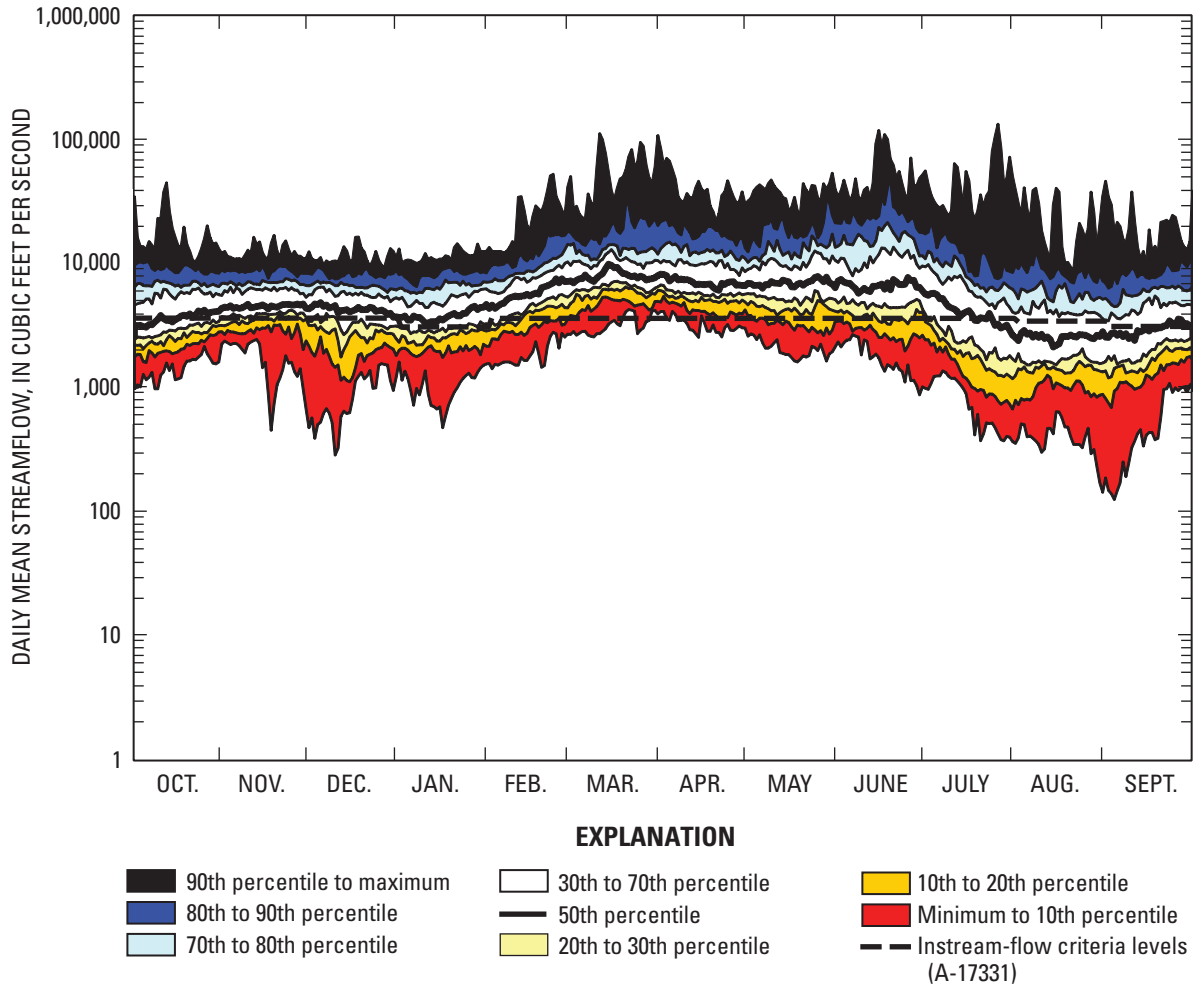 DAILY MEAN STREAMFLOW, IN CUBIC FEET PER SECOND
1,000,000
100,000
10,000
1,000
100
10
1
OCT. NOV. DEC. JAN. FEB. MAR. APR. MAY JUNE JULY AUG. SEPT.
EXPLANATION
90th percentile to maximum
80th to 90th percentile
70th to 80th percentile
30th to 70th percentile
50th percentile
20th to 30th percentile
10th to 20th percentile
Minimum to 10th percentile
Instream-flow criteria levels
(A-17331)